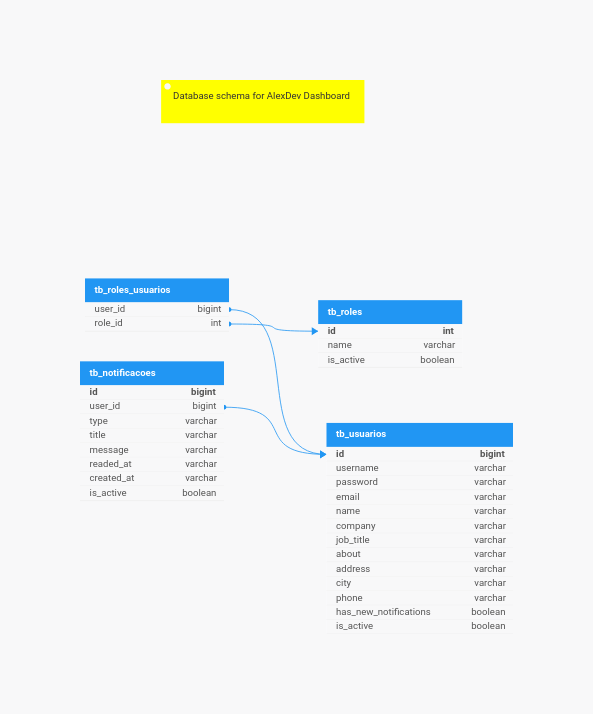 Database schema for AlexDev Dashboard
tb_roles_usuarios
user_id bigint
role_id int
tb_roles
id int
name varchar
is_active boolean
tb_notificacoes
id bigint
user_id bigint
type varchar
title varchar
message varchar
readed_at varchar
created_at varchar
is_active boolean
tb_usuarios
id bigint
username varchar
password varchar
email varchar
name varchar
company varchar
job_title varchar
about varchar
address varchar
city varchar
phone varchar
has_new_notifications boolean
is_active boolean